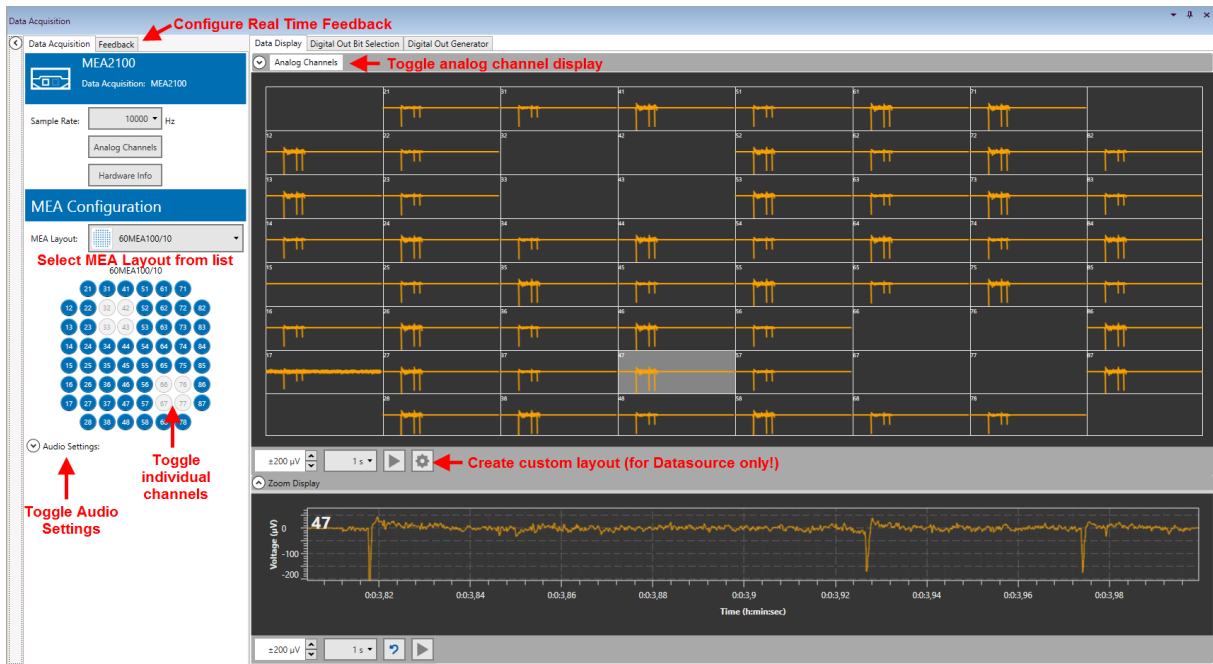 Data Acquisition
Configure Real Time Feedback
Data Acquisition Feedback
Data Display Digital Out Bit Selection Digital Out Generator
MEA2100
Data Acquisition: MEA2100
Analog Channels
Toggle analog channel display
Sample Rate: 10000 Hz
Analog Channels
Hardware Info
MEA Configuration
MEA Layout: 60MEA100/10
Select MEA Layout from list
60MEA100/10
21 31 41 51 61 71
12 22 32 42 52 62 72 82
13 23 33 43 53 63 73 83
14 24 34 44 54 64 74 84
15 25 35 45 55 65 75 85
16 26 36 46 56 66 76 86
17 27 37 47 57 67 77 87
28 38 48 58 68 78
Audio Settings:
Toggle
individual
channels
Toggle Audio
Settings
21 31 41 51 61 71
12 22 32 42 52 62 72 82
13 23 33 43 53 63 73 83
14 24 34 44 54 64 74 84
15 25 35 45 55 65 75 85
16 26 36 46 56 66 76 86
17 27 37 47 57 67 77 87
28 38 48 58 68 78
±200 µV 1 s
Create custom layout (for Datasource only!)
Zoom Display
47
Voltage (µV)
0
-100
-200
0:0:3,82 0:0:3,84 0:0:3,86 0:0:3,88 0:0:3,9 0:0:3,92 0:0:3,94 0:0:3,96 0:0:3,98
Time (h:min:sec)
±200 µV 1 s